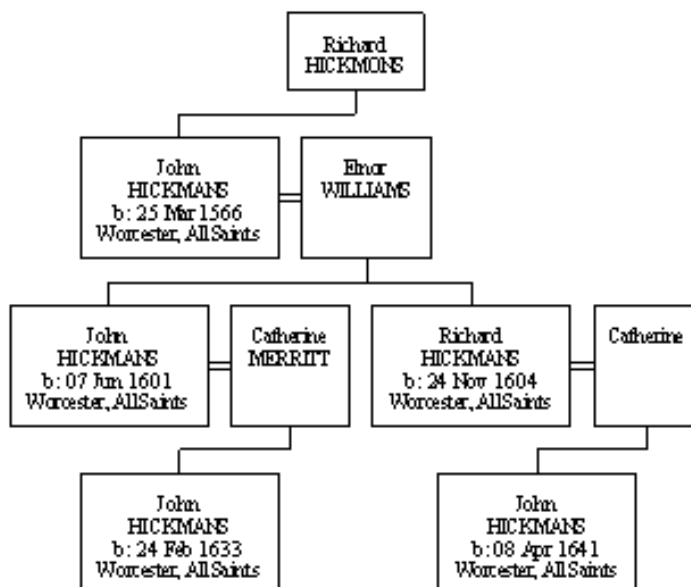 Richard
HICKMONS
John
HICKMANS
b: 25 Mar 1566
Worcester, All Saints
Elnor
WILLIAMS
John
HICKMANS
b: 07 Jun 1601
Worcester, All Saints
Catherine
MERRITT
Richard
HICKMANS
b: 24 Nov 1604
Worcester, All Saints
Catherine
John
HICKMANS
b: 24 Feb 1633
Worcester, All Saints
John
HICKMANS
b: 08 Apr 1641
Worcester, All Saints